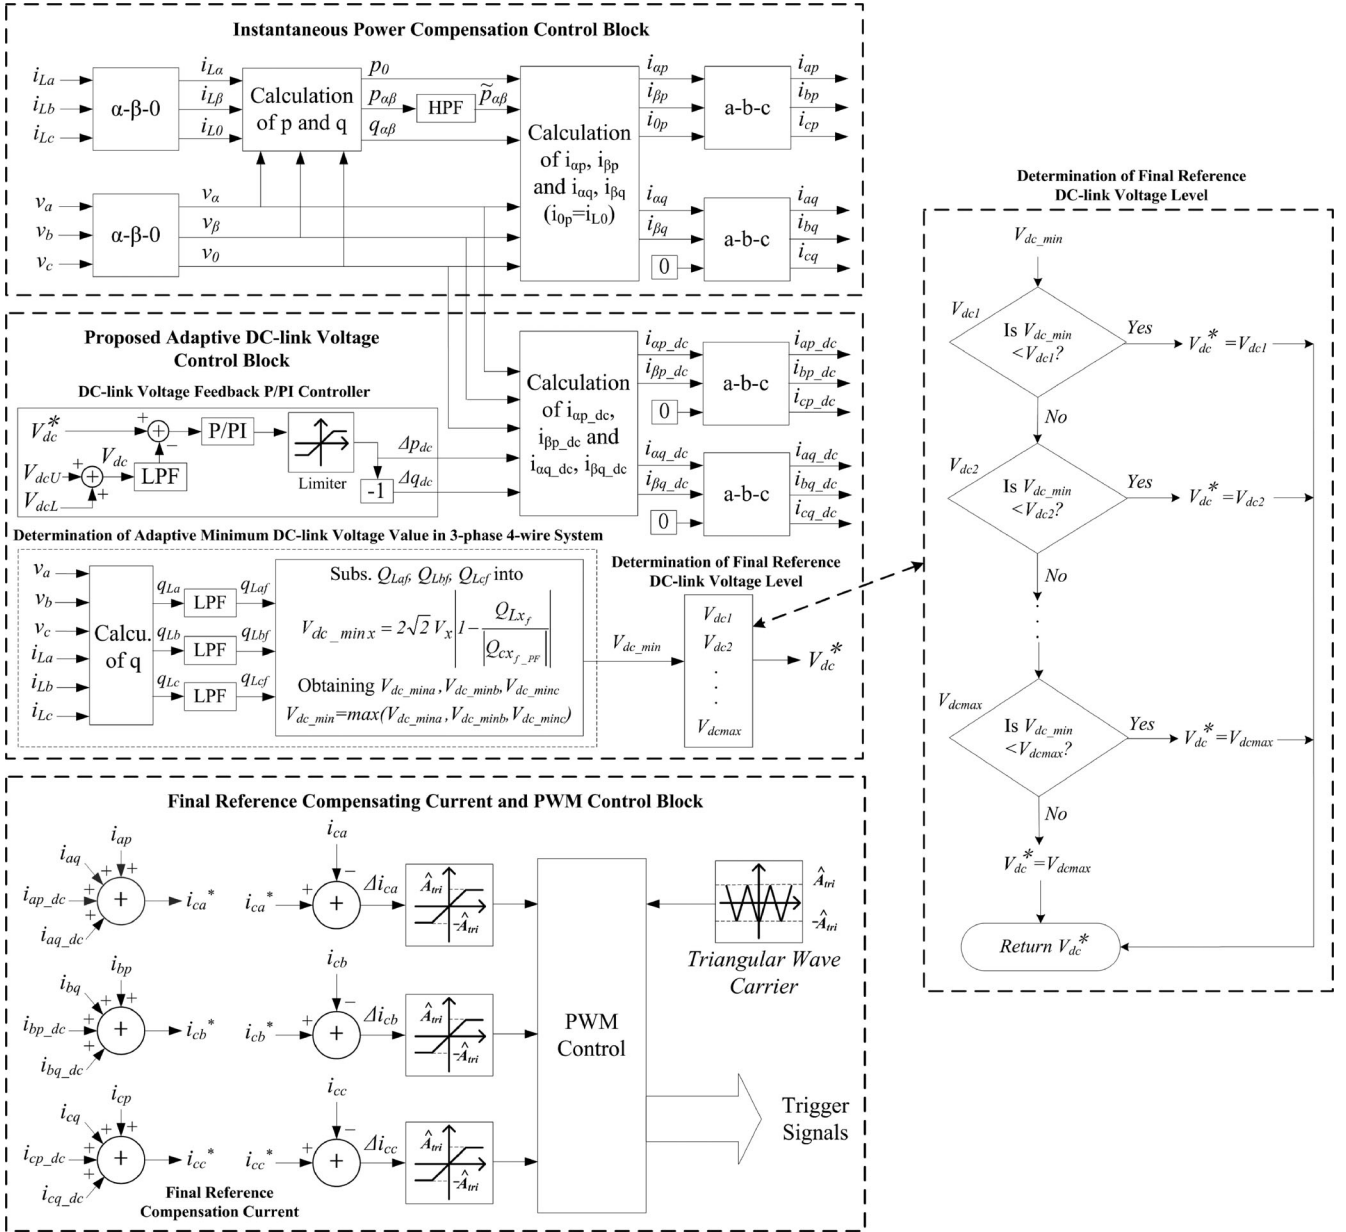 Instantaneous Power Compensation Control Block
i_La
i_Lb
i_Lc
α-β-0
i_Lα
i_Lβ
i_L0
Calculation
of p and q
p_0
p_αβ
q_αβ
HPF
p̃_αβ
Calculation
of i_αp, i_βp
and i_αq, i_βq
(i_0p=i_L0)
i_αp
i_βp
i_0p
a-b-c
i_ap
i_bp
i_cp
v_a
v_b
v_c
α-β-0
v_α
v_β
v_0
i_αq
i_βq
0
a-b-c
i_aq
i_bq
i_cq
Proposed Adaptive DC-link Voltage
Control Block
DC-link Voltage Feedback P/PI Controller
V_dc*
+
+
−
P/PI
V_dcU
V_dcL
+
+
+
V_dc
LPF
Limiter
Δp_dc
-1
Δq_dc
Calculation
of i_αp_dc,
i_βp_dc and
i_αq_dc, i_βq_dc
i_αp_dc
i_βp_dc
0
a-b-c
i_ap_dc
i_bp_dc
i_cp_dc
i_αq_dc
i_βq_dc
0
a-b-c
i_aq_dc
i_bq_dc
i_cq_dc
Determination of Adaptive Minimum DC-link Voltage Value in 3-phase 4-wire System
v_a
v_b
v_c
i_La
i_Lb
i_Lc
Calcu.
of q
q_La
LPF
q_Laf
q_Lb
LPF
q_Lbf
q_Lc
LPF
q_Lcf
Subs. Q_Laf, Q_Lbf, Q_Lcf into
V_dc_min x = 2√2 V_x |1 − Q_Lx_f / |Q_cx_f_PF||
Obtaining V_dc_mina, V_dc_minb, V_dc_minc
V_dc_min=max(V_dc_mina, V_dc_minb, V_dc_minc)
V_dc_min
Determination of Final Reference
DC-link Voltage Level
V_dc1
V_dc2
.
.
.
V_dcmax
V_dc*
Final Reference Compensating Current and PWM Control Block
i_ap
i_aq
i_ap_dc
i_aq_dc
+
+
+
+
+
i_ca*
i_ca
i_ca*
+
−
+
Δi_ca
Â_tri
-Â_tri
i_bp
i_bq
i_bp_dc
i_bq_dc
+
+
+
+
+
i_cb*
i_cb
i_cb*
+
−
+
Δi_cb
Â_tri
-Â_tri
i_cp
i_cq
i_cp_dc
i_cq_dc
+
+
+
+
+
i_cc*
i_cc
i_cc*
+
−
+
Δi_cc
Â_tri
-Â_tri
Final Reference
Compensation Current
PWM
Control
Â_tri
-Â_tri
Triangular Wave
Carrier
Trigger
Signals
Determination of Final Reference
DC-link Voltage Level
V_dc_min
V_dc1
Is V_dc_min
<V_dc1?
Yes
V_dc*=V_dc1
No
V_dc2
Is V_dc_min
<V_dc2?
Yes
V_dc*=V_dc2
No
.
.
.
V_dcmax
Is V_dc_min
<V_dcmax?
Yes
V_dc*=V_dcmax
No
V_dc*=V_dcmax
Return V_dc*